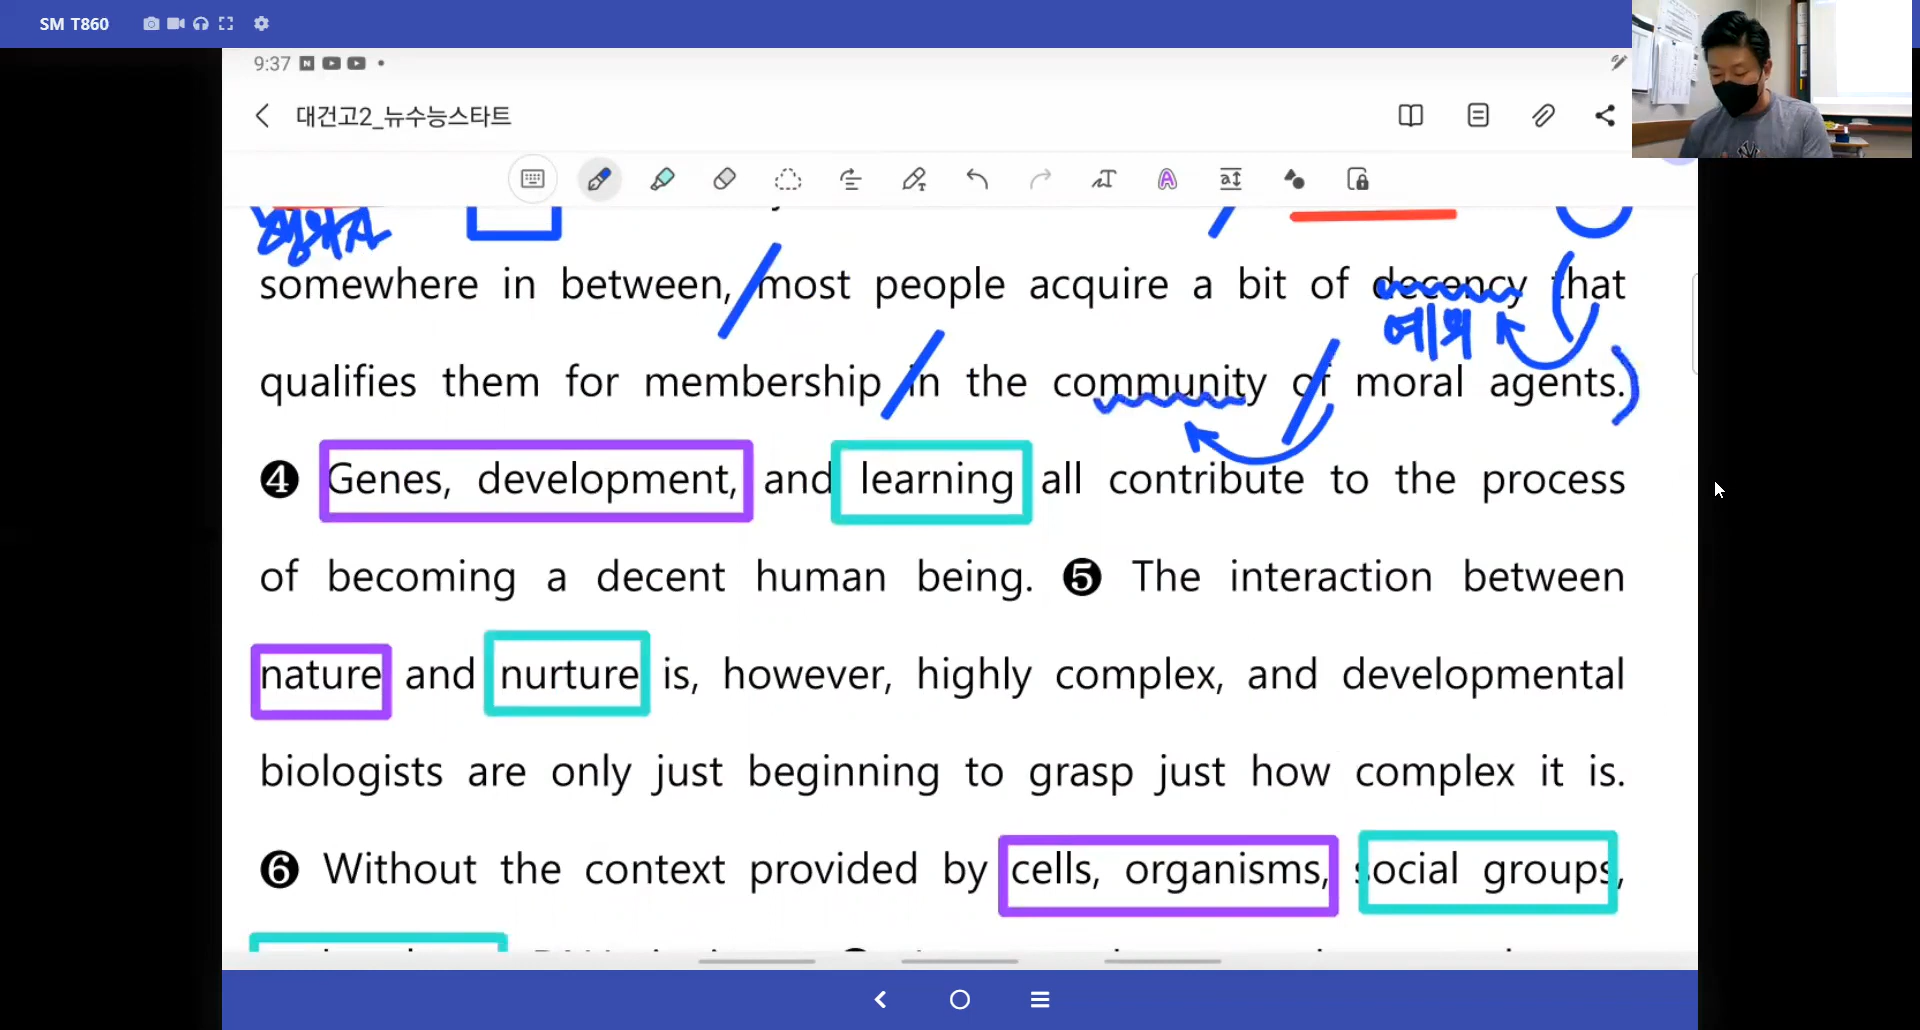 SM T860
9:37
대건고2_뉴수능스타트
행위자
somewhere in between, most people acquire a bit of decency that
예의
qualifies them for membership in the community of moral agents.
❹ Genes, development, and learning all contribute to the process
of becoming a decent human being. ❺ The interaction between
nature and nurture is, however, highly complex, and developmental
biologists are only just beginning to grasp just how complex it is.
❻ Without the context provided by cells, organisms, social groups,